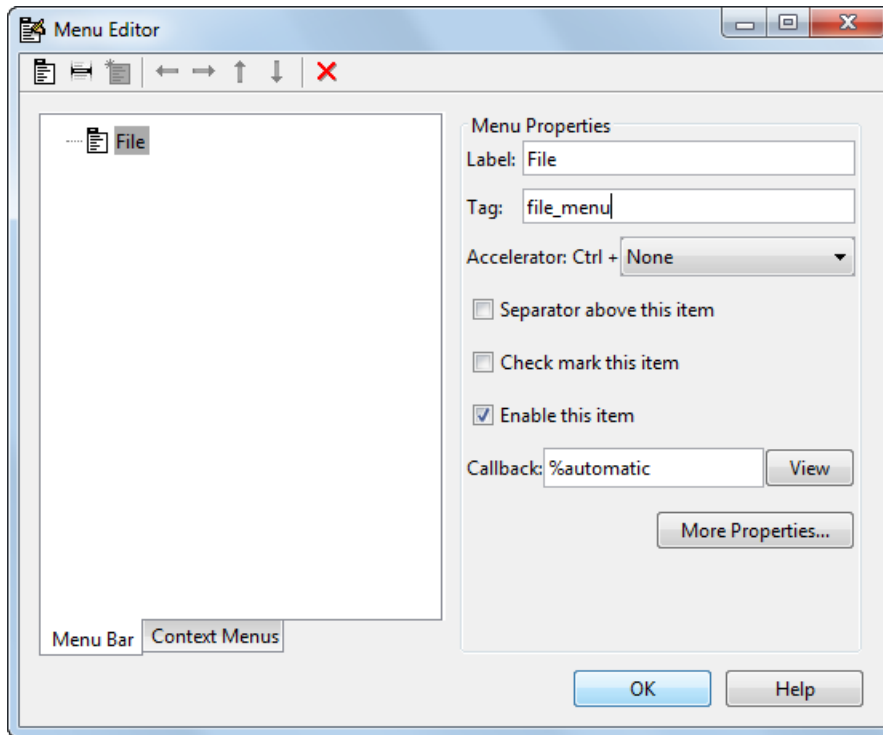 Menu Editor
File
Menu Properties
Label: File
Tag: file_menu
Accelerator: Ctrl + None
Separator above this item
Check mark this item
Enable this item
Callback: %automatic View
More Properties...
Menu Bar Context Menus
OK Help